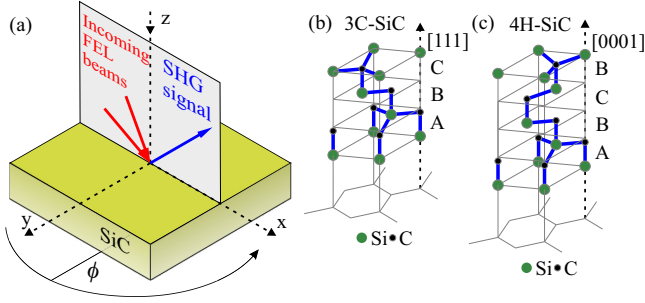 (a)
z
Incoming
FEL
beams
SHG
signal
y
x
SiC
ϕ
(b)
3C-SiC
[111]
C
B
A
Si C
(c)
4H-SiC
[0001]
B
C
B
A
Si C